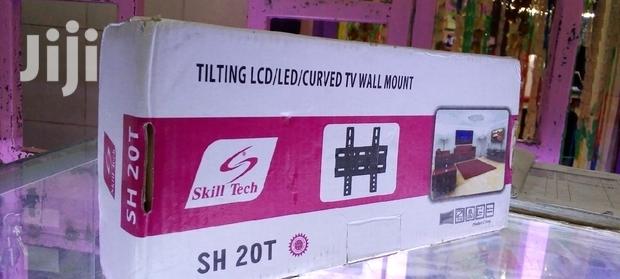 Jiji
TILTING LCD/LED/CURVED TV WALL MOUNT
SH 20T
Skill Tech
SH 20T